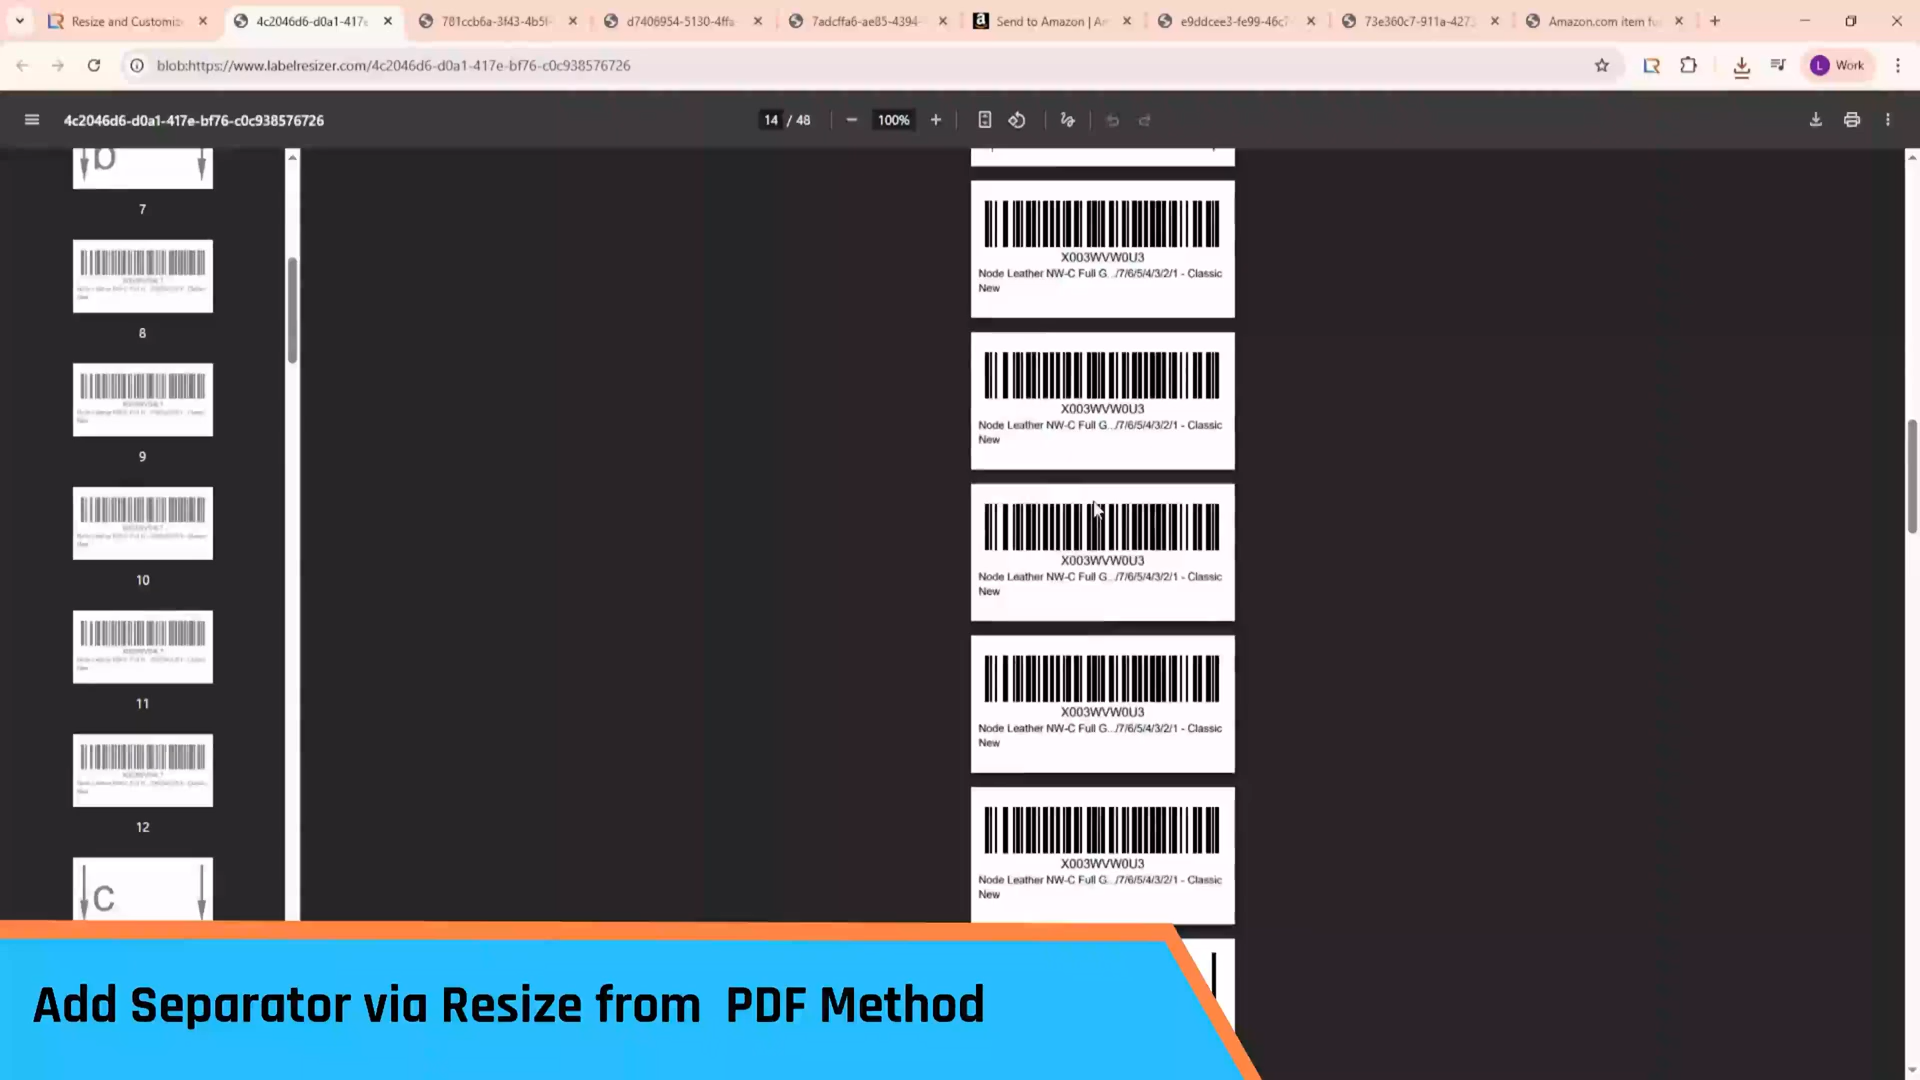 Resize and Customiz
4c2046d6-d0a1-417e
781ccb6a-3f43-4b5f-
d7406954-5130-4ffa
7adcffa6-ae85-4394-
Send to Amazon | Am
e9ddcee3-fe99-46c7
73e360c7-911a-4273
Amazon.com item fu
blob:https://www.labelresizer.com/4c2046d6-d0a1-417e-bf76-c0c938576726
L Work
4c2046d6-d0a1-417e-bf76-c0c938576726
14 / 48
100%
b
7
8
9
10
11
12
C
X003WVW0U3
Node Leather NW-C Full G.../7/6/5/4/3/2/1 - Classic
New
X003WVW0U3
Node Leather NW-C Full G.../7/6/5/4/3/2/1 - Classic
New
X003WVW0U3
Node Leather NW-C Full G.../7/6/5/4/3/2/1 - Classic
New
X003WVW0U3
Node Leather NW-C Full G.../7/6/5/4/3/2/1 - Classic
New
X003WVW0U3
Node Leather NW-C Full G.../7/6/5/4/3/2/1 - Classic
New
Add Separator via Resize from PDF Method